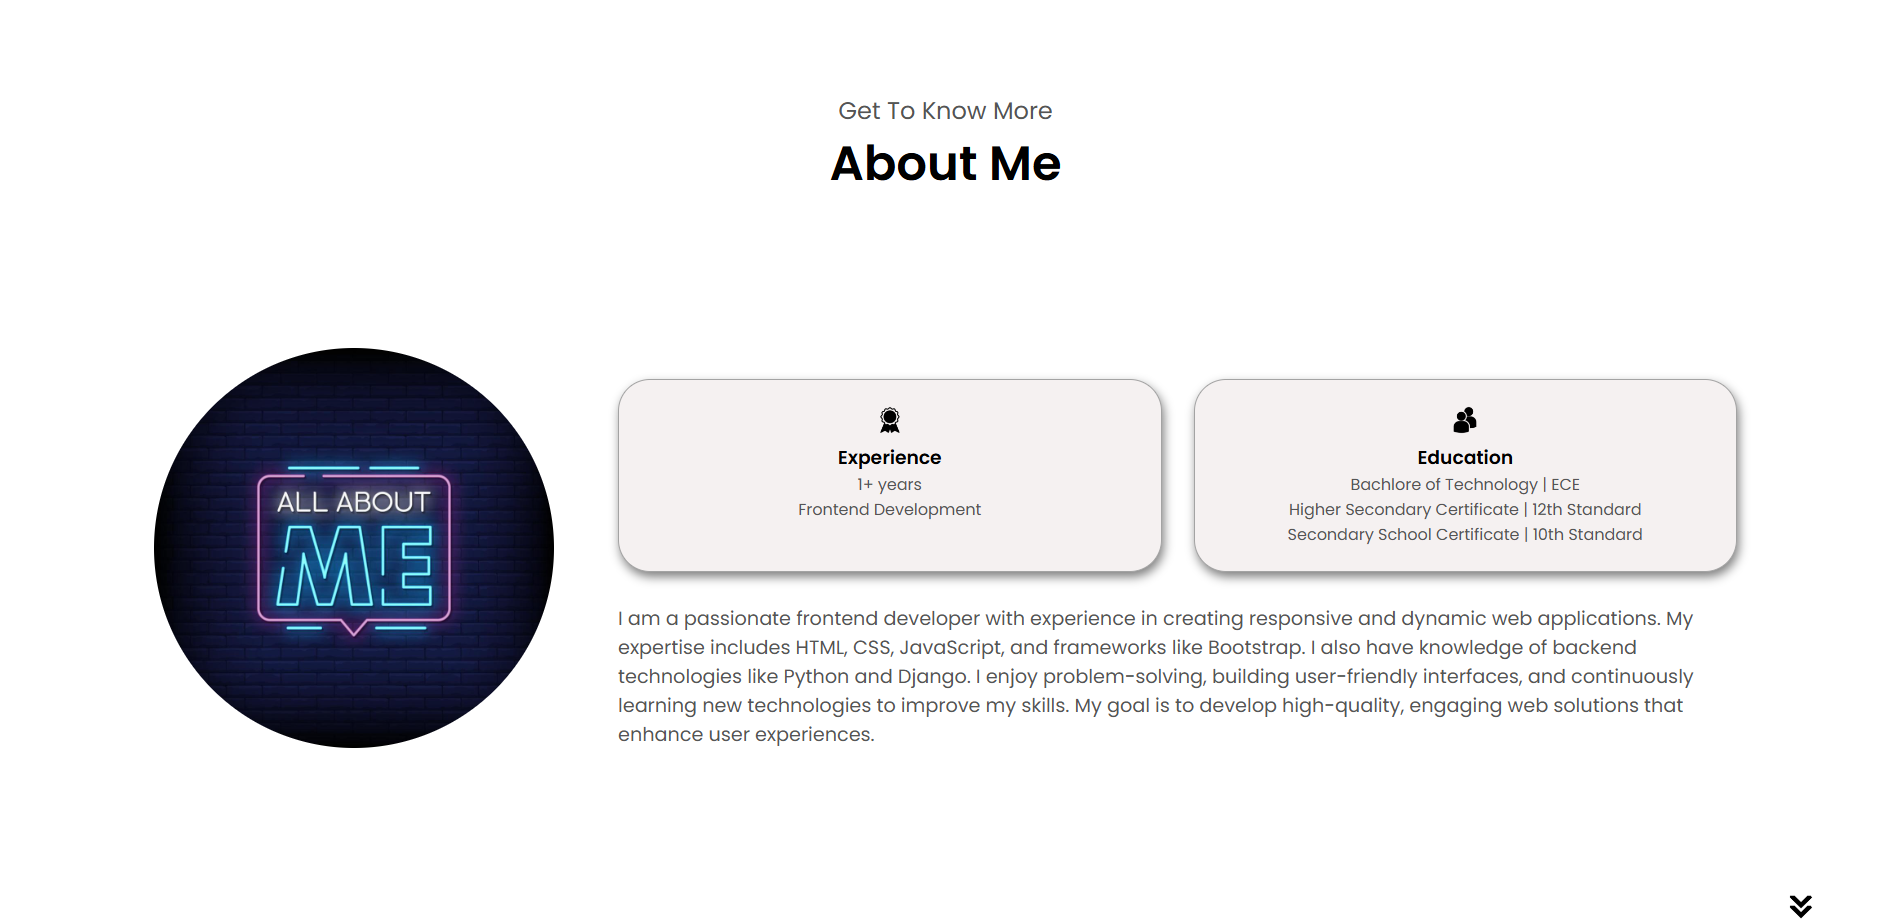 Get To Know More
About Me
ALL ABOUT
ME
Experience
1+ years
Frontend Development
Education
Bachlore of Technology | ECE
Higher Secondary Certificate | 12th Standard
Secondary School Certificate | 10th Standard
I am a passionate frontend developer with experience in creating responsive and dynamic web applications. My
expertise includes HTML, CSS, JavaScript, and frameworks like Bootstrap. I also have knowledge of backend
technologies like Python and Django. I enjoy problem-solving, building user-friendly interfaces, and continuously
learning new technologies to improve my skills. My goal is to develop high-quality, engaging web solutions that
enhance user experiences.